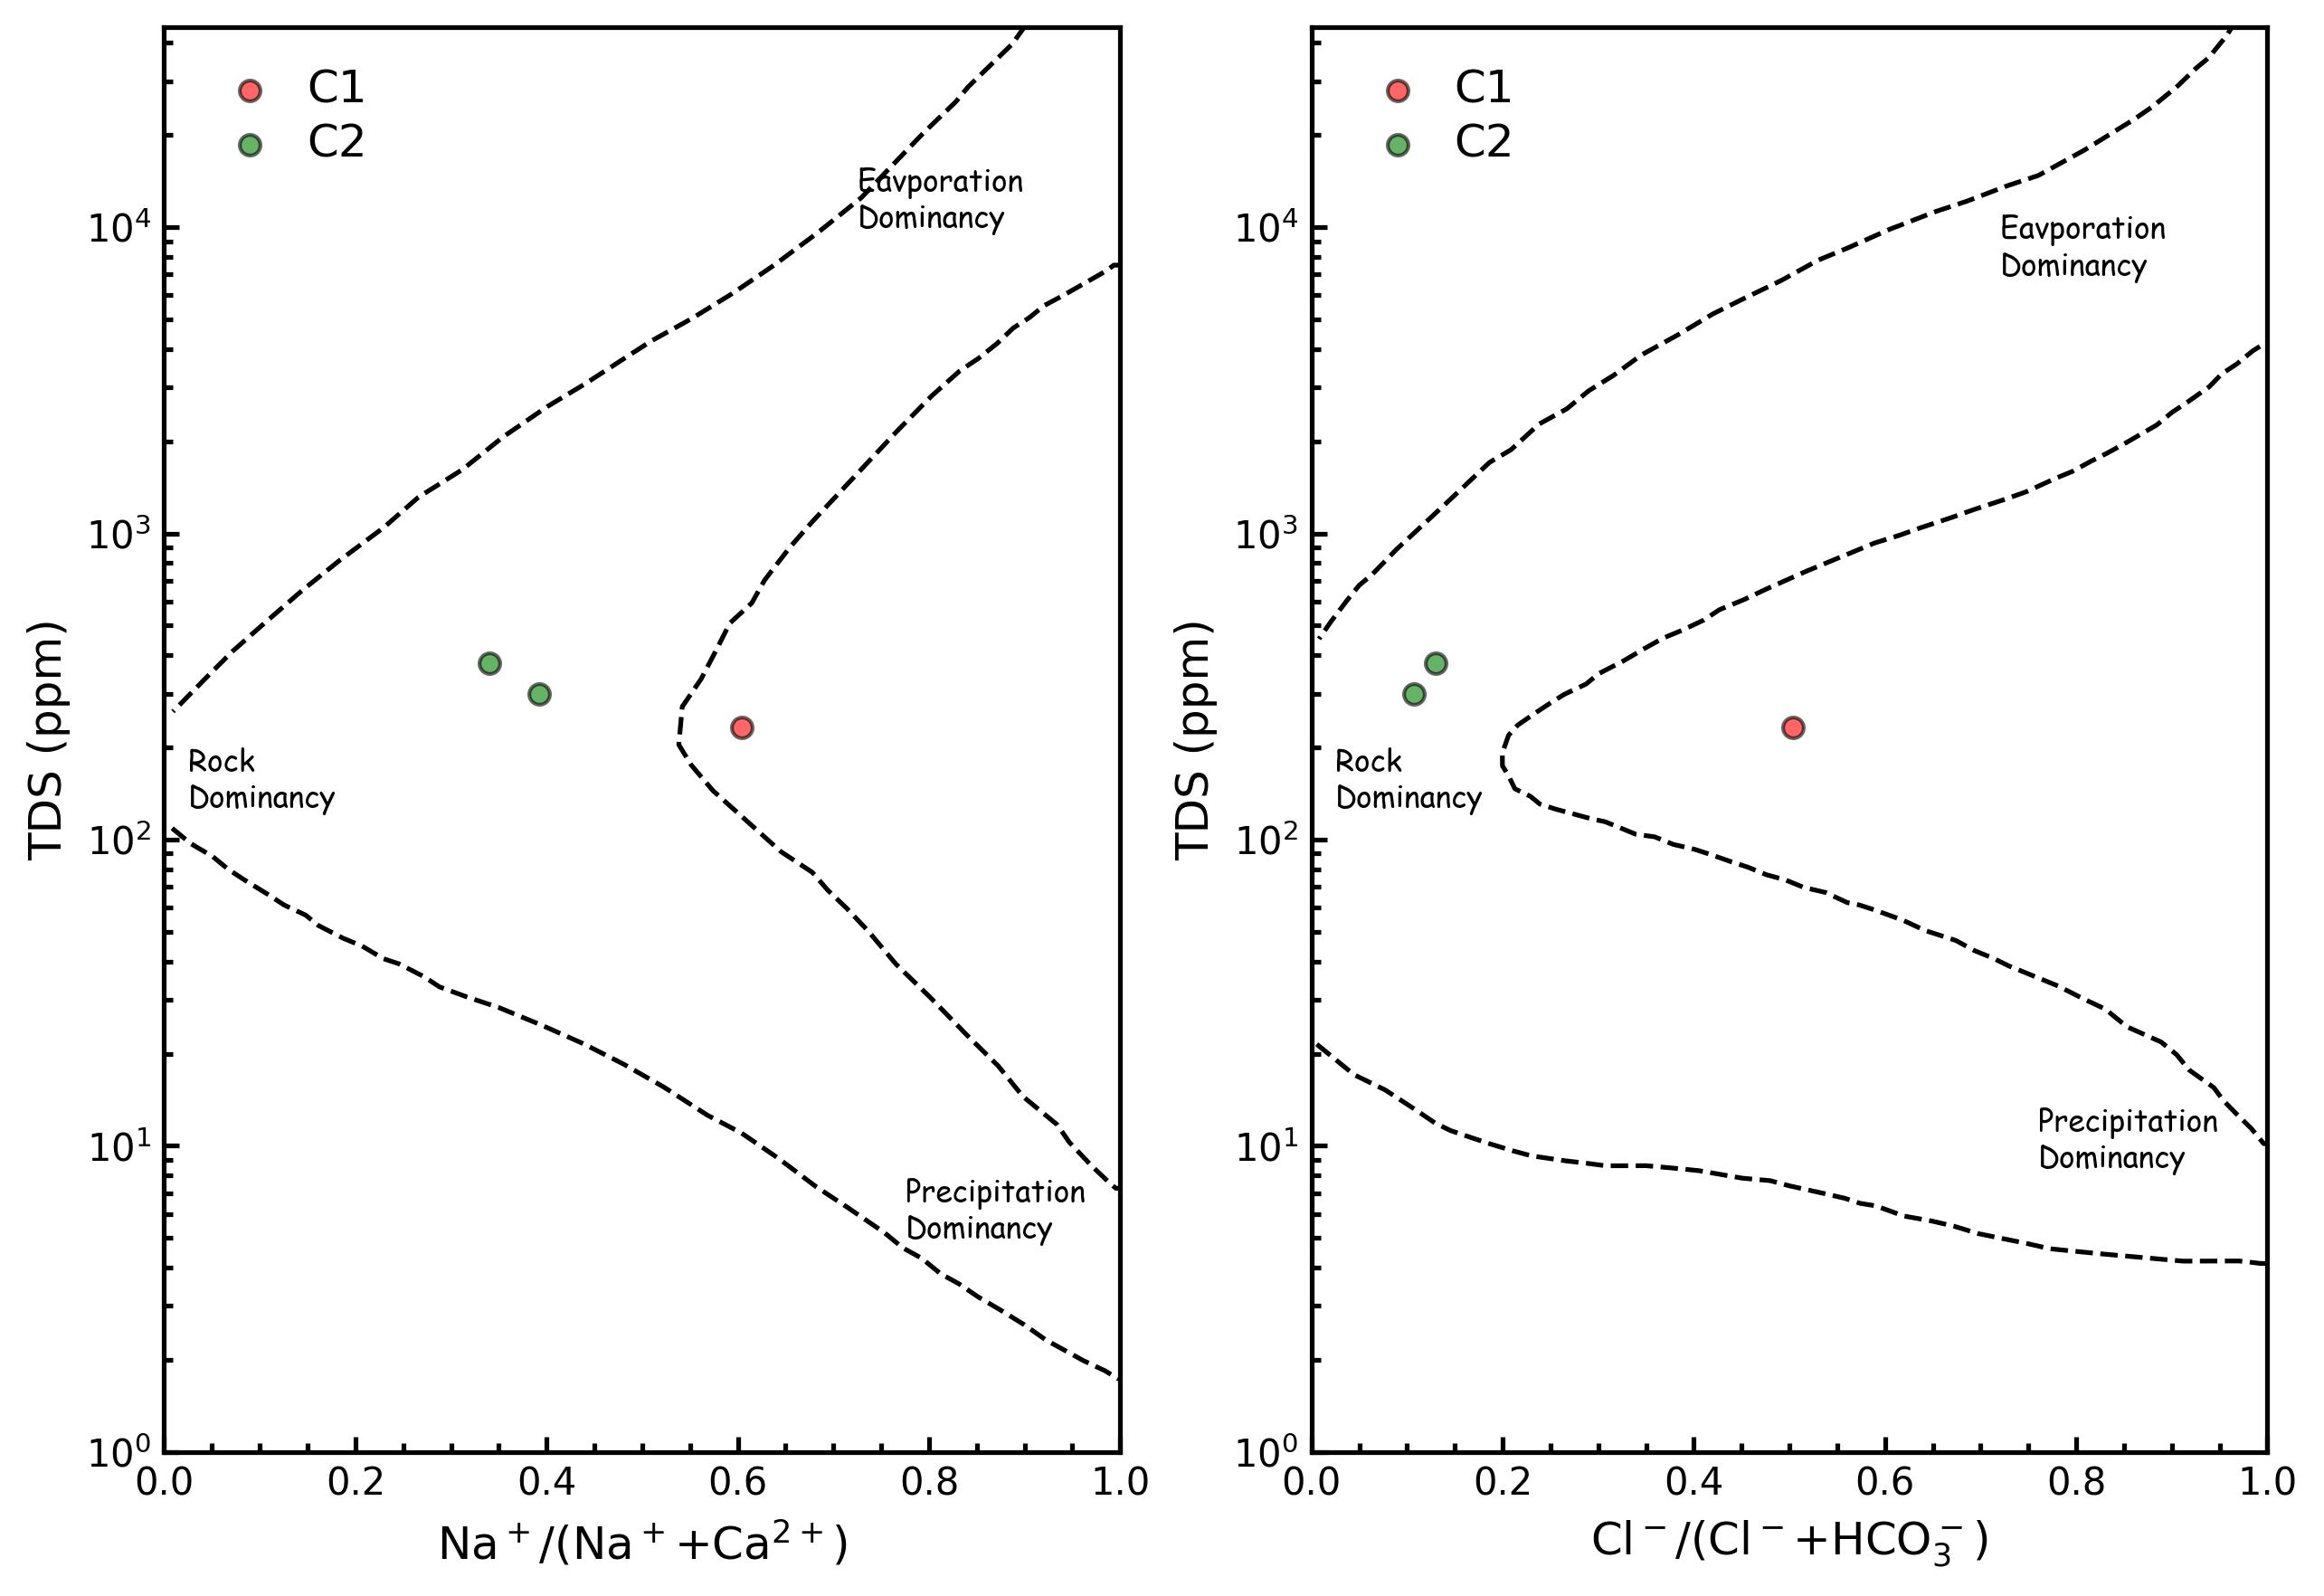 C1
C2
Eavporation
Dominancy
Rock
Dominancy
Precipitation
Dominancy
TDS (ppm)
10⁴
10³
10²
10¹
10⁰
0.0 0.2 0.4 0.6 0.8 1.0
Na⁺/(Na⁺+Ca²⁺)
C1
C2
Eavporation
Dominancy
Rock
Dominancy
Precipitation
Dominancy
TDS (ppm)
10⁴
10³
10²
10¹
10⁰
0.0 0.2 0.4 0.6 0.8 1.0
Cl⁻/(Cl⁻+HCO₃⁻)